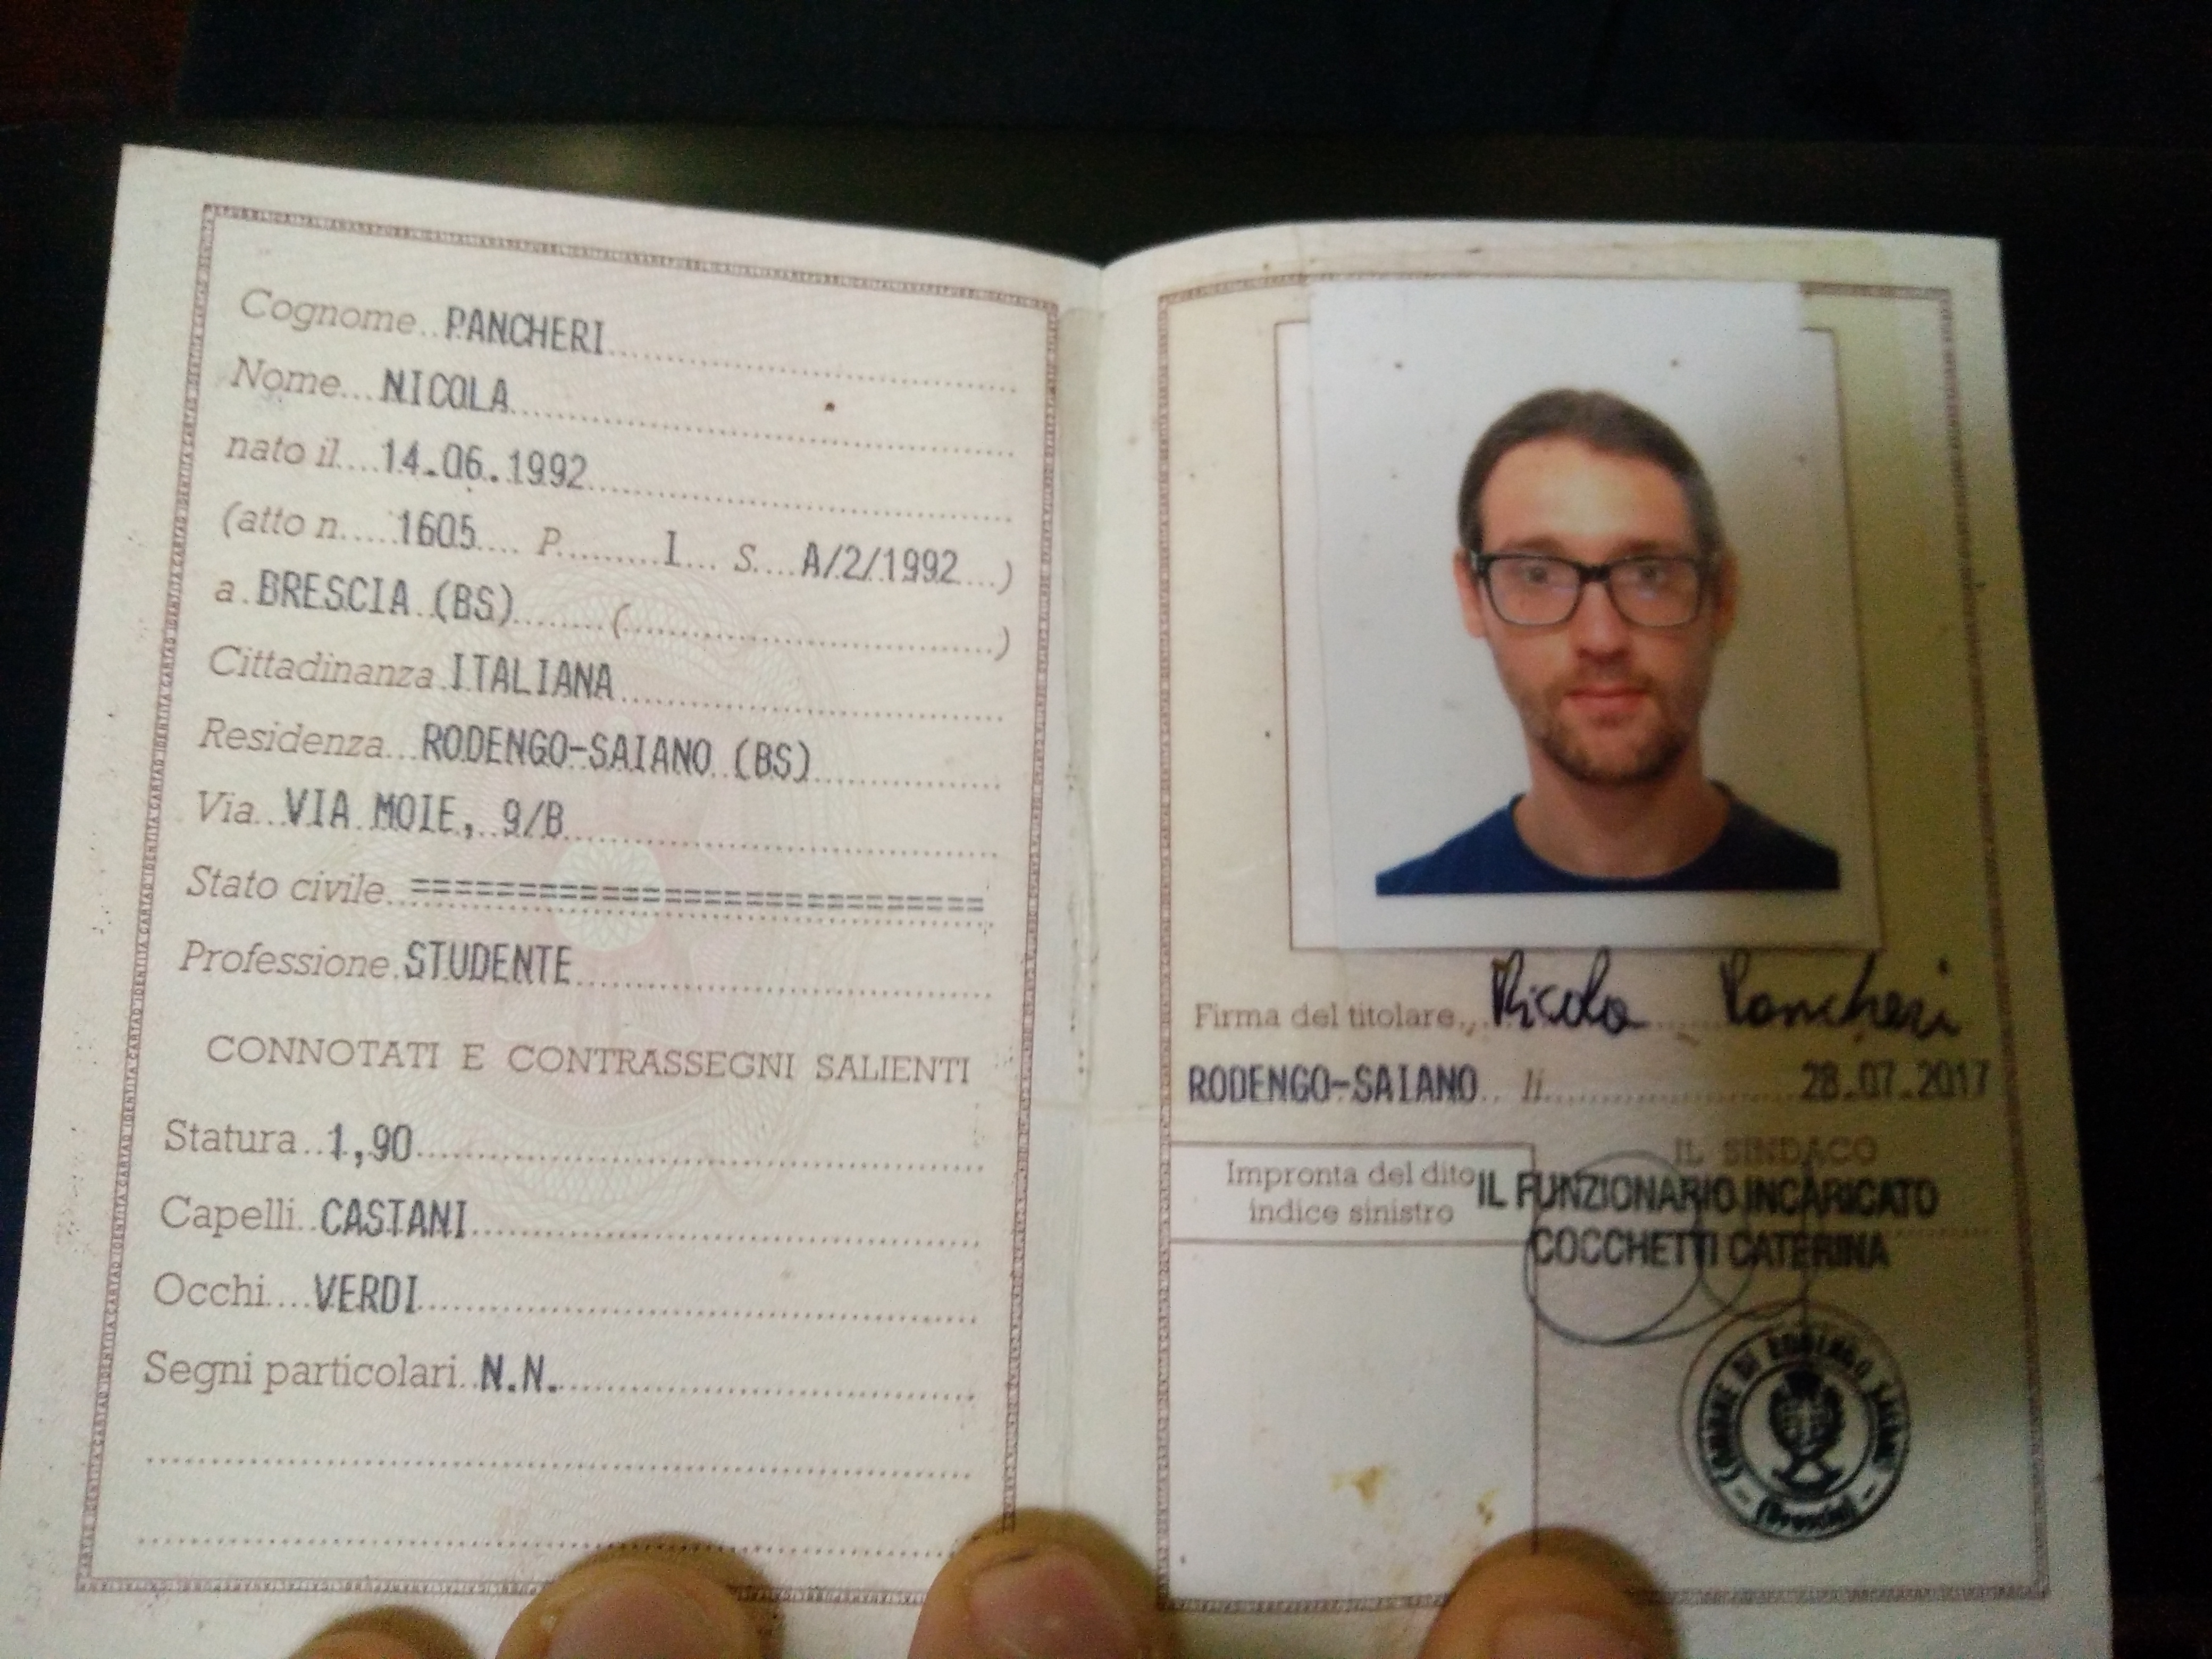 Cognome..PANCHERI
Nome...NICOLA
nato il....14.06.1992
(atto n.....1605.... P.........I... S....A/2/1992...)
a.BRESCIA (BS)........(..............................)
Cittadinanza.ITALIANA
Residenza...RODENGO-SAIANO (BS)
Via...VIA MOIE, 9/B
Stato civile..===========================
Professione.STUDENTE
CONNOTATI E CONTRASSEGNI SALIENTI
Statura..1,90
Capelli..CASTANI
Occhi....VERDI
Segni particolari..N.N.
Firma del titolare.. Nicola Pancheri
RODENGO-SAIANO.. li.................28.07.2017
IL SINDACO
Impronta del dito
indice sinistro
IL FUNZIONARIO INCARICATO
COCCHETTI CATERINA
COMUNE DI RODENGO SAIANO
(Brescia)